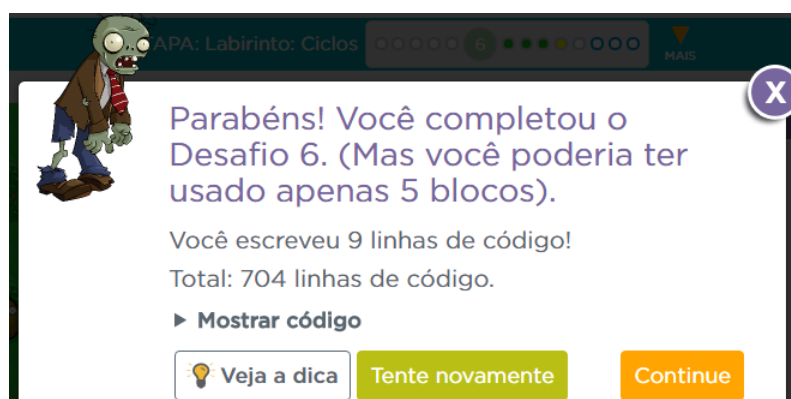 APA: Labirinto: Ciclos
6
MAIS
X
Parabéns! Você completou o
Desafio 6. (Mas você poderia ter
usado apenas 5 blocos).
Você escreveu 9 linhas de código!
Total: 704 linhas de código.
Mostrar código
Veja a dica
Tente novamente
Continue